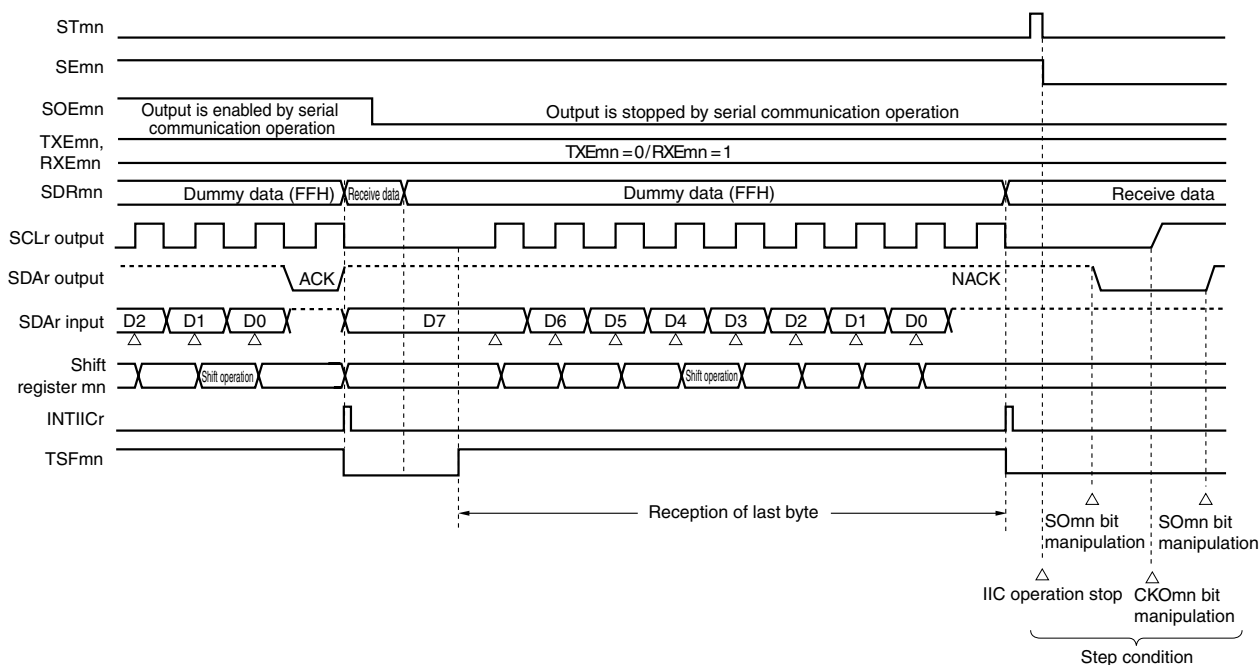 STmn
SEmn
SOEmn
Output is enabled by serial
communication operation
Output is stopped by serial communication operation
TXEmn,
RXEmn
TXEmn = 0 / RXEmn = 1
SDRmn
Dummy data (FFH)
Receive data
Dummy data (FFH)
Receive data
SCLr output
SDAr output
ACK
NACK
SDAr input
D2
D1
D0
D7
D6
D5
D4
D3
D2
D1
D0
Shift
register mn
Shift operation
Shift operation
INTIICr
TSFmn
Reception of last byte
SOmn bit
manipulation
SOmn bit
manipulation
IIC operation stop
CKOmn bit
manipulation
Step condition